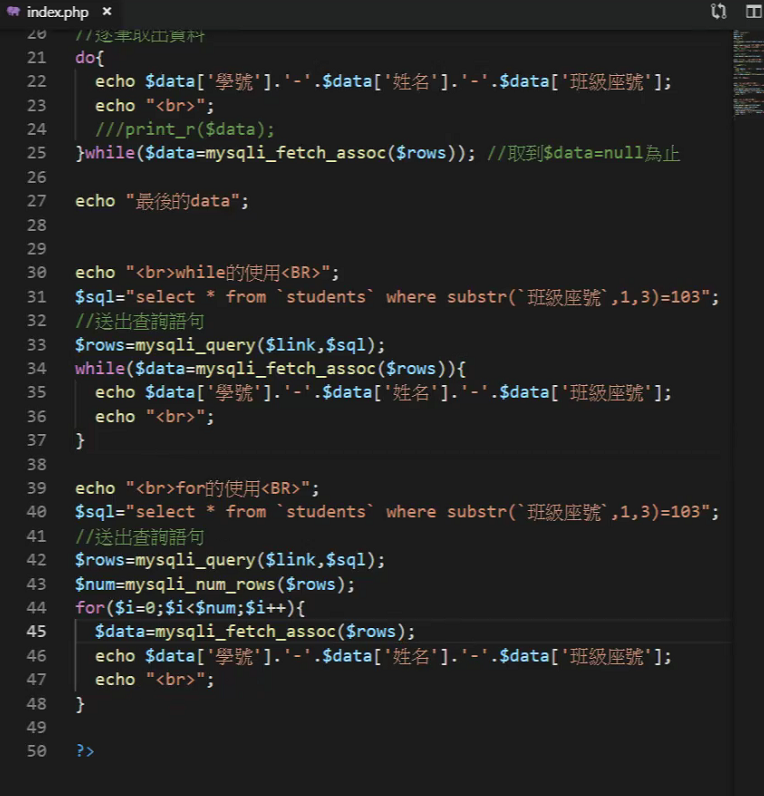 index.php ×
20 //逐筆取出資料
21 do{
22 echo $data['學號'].'-'.$data['姓名'].'-'.$data['班級座號'];
23 echo "<br>";
24 ///print_r($data);
25 }while($data=mysqli_fetch_assoc($rows)); //取到$data=null為止
26
27 echo "最後的data";
28
29
30 echo "<br>while的使用<BR>";
31 $sql="select * from `students` where substr(`班級座號`,1,3)=103";
32 //送出查詢語句
33 $rows=mysqli_query($link,$sql);
34 while($data=mysqli_fetch_assoc($rows)){
35 echo $data['學號'].'-'.$data['姓名'].'-'.$data['班級座號'];
36 echo "<br>";
37 }
38
39 echo "<br>for的使用<BR>";
40 $sql="select * from `students` where substr(`班級座號`,1,3)=103";
41 //送出查詢語句
42 $rows=mysqli_query($link,$sql);
43 $num=mysqli_num_rows($rows);
44 for($i=0;$i<$num;$i++){
45 $data=mysqli_fetch_assoc($rows);
46 echo $data['學號'].'-'.$data['姓名'].'-'.$data['班級座號'];
47 echo "<br>";
48 }
49
50 ?>